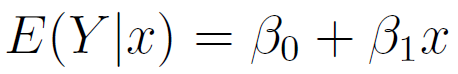 E(Y|x) = β₀ + β₁x